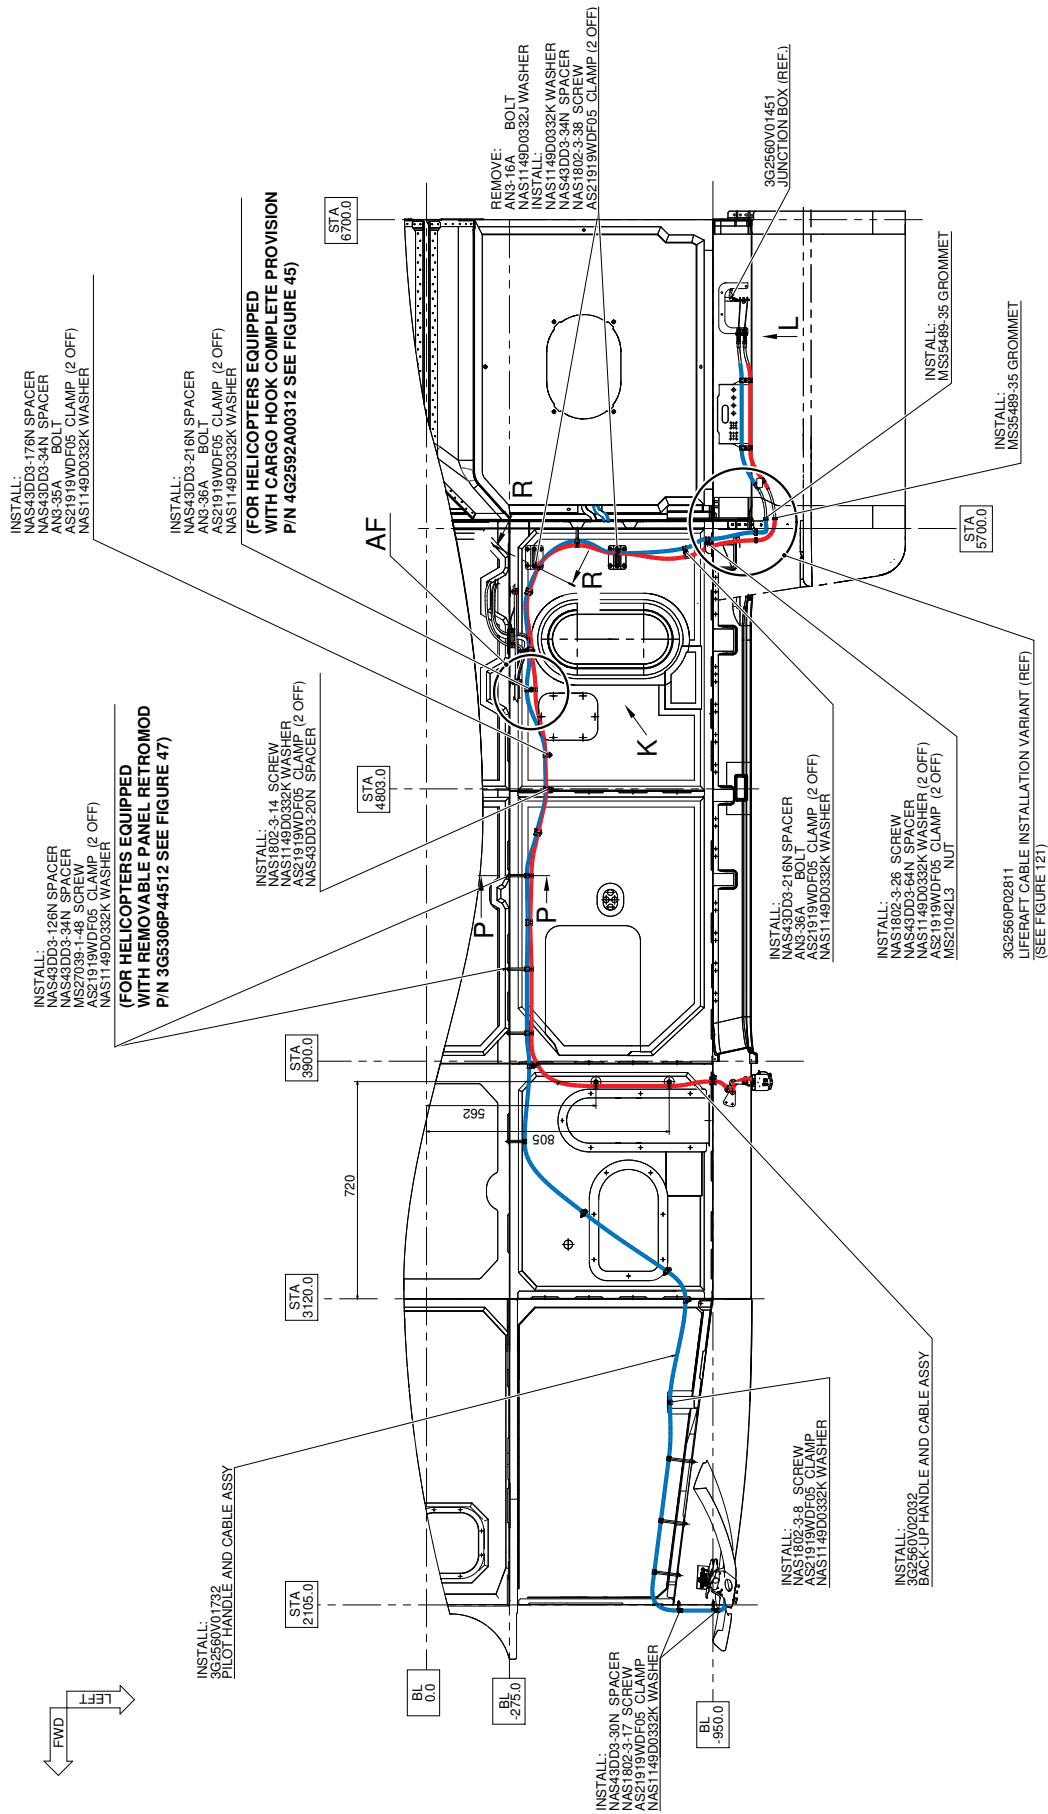 INSTALL:
NAS43DD3-176N SPACER
NAS43DD3-34N SPACER
AN3-35A BOLT
AS21919WDF05 CLAMP (2 OFF)
NAS1149D0332K WASHER
INSTALL:
NAS43DD3-216N SPACER
AN3-36A BOLT
AS21919WDF05 CLAMP (2 OFF)
NAS1149D0332K WASHER
(FOR HELICOPTERS EQUIPPED
WITH CARGO HOOK COMPLETE PROVISION
P/N 4G2592A00312 SEE FIGURE 45)
REMOVE:
AN3-16A BOLT
NAS1149D0332J WASHER
INSTALL:
NAS1149D0332K WASHER
NAS43DD3-34N SPACER
NAS1802-3-38 SCREW
AS21919WDF05 CLAMP (2 OFF)
3G2560V01451
JUNCTION BOX (REF.)
INSTALL:
NAS43DD3-126N SPACER
NAS43DD3-34N SPACER
MS27039-1-48 SCREW
AS21919WDF05 CLAMP (2 OFF)
NAS1149D0332K WASHER
(FOR HELICOPTERS EQUIPPED
WITH REMOVABLE PANEL RETROMOD
P/N 3G5306P44512 SEE FIGURE 47)
INSTALL:
NAS1802-3-14 SCREW
NAS1149D0332K WASHER
AS21919WDF05 CLAMP (2 OFF)
NAS43DD3-20N SPACER
AF
R
R
K
L
P
P
STA
6700.0
STA
5700.0
STA
4803.0
STA
3900.0
STA
3120.0
STA
2105.0
562
805
720
BL
0.0
BL
-275.0
BL
-950.0
FWD
LEFT
INSTALL:
3G2560V01732
PILOT HANDLE AND CABLE ASSY
INSTALL:
NAS43DD3-30N SPACER
NAS1802-3-17 SCREW
AS21919WDF05 CLAMP
NAS1149D0332K WASHER
INSTALL:
NAS1802-3-8 SCREW
AS21919WDF05 CLAMP
NAS1149D0332K WASHER
INSTALL:
3G2560V02032
BACK-UP HANDLE AND CABLE ASSY
INSTALL:
NAS43DD3-216N SPACER
AN3-36A BOLT
AS21919WDF05 CLAMP (2 OFF)
NAS1149D0332K WASHER
INSTALL:
NAS1802-3-26 SCREW
NAS43DD3-64N SPACER
NAS1149D0332K WASHER (2 OFF)
AS21919WDF05 CLAMP (2 OFF)
MS21042L3 NUT
3G2560P02811
LIFERAFT CABLE INSTALLATION VARIANT (REF)
(SEE FIGURE 121)
INSTALL:
MS35489-35 GROMMET
INSTALL:
MS35489-35 GROMMET